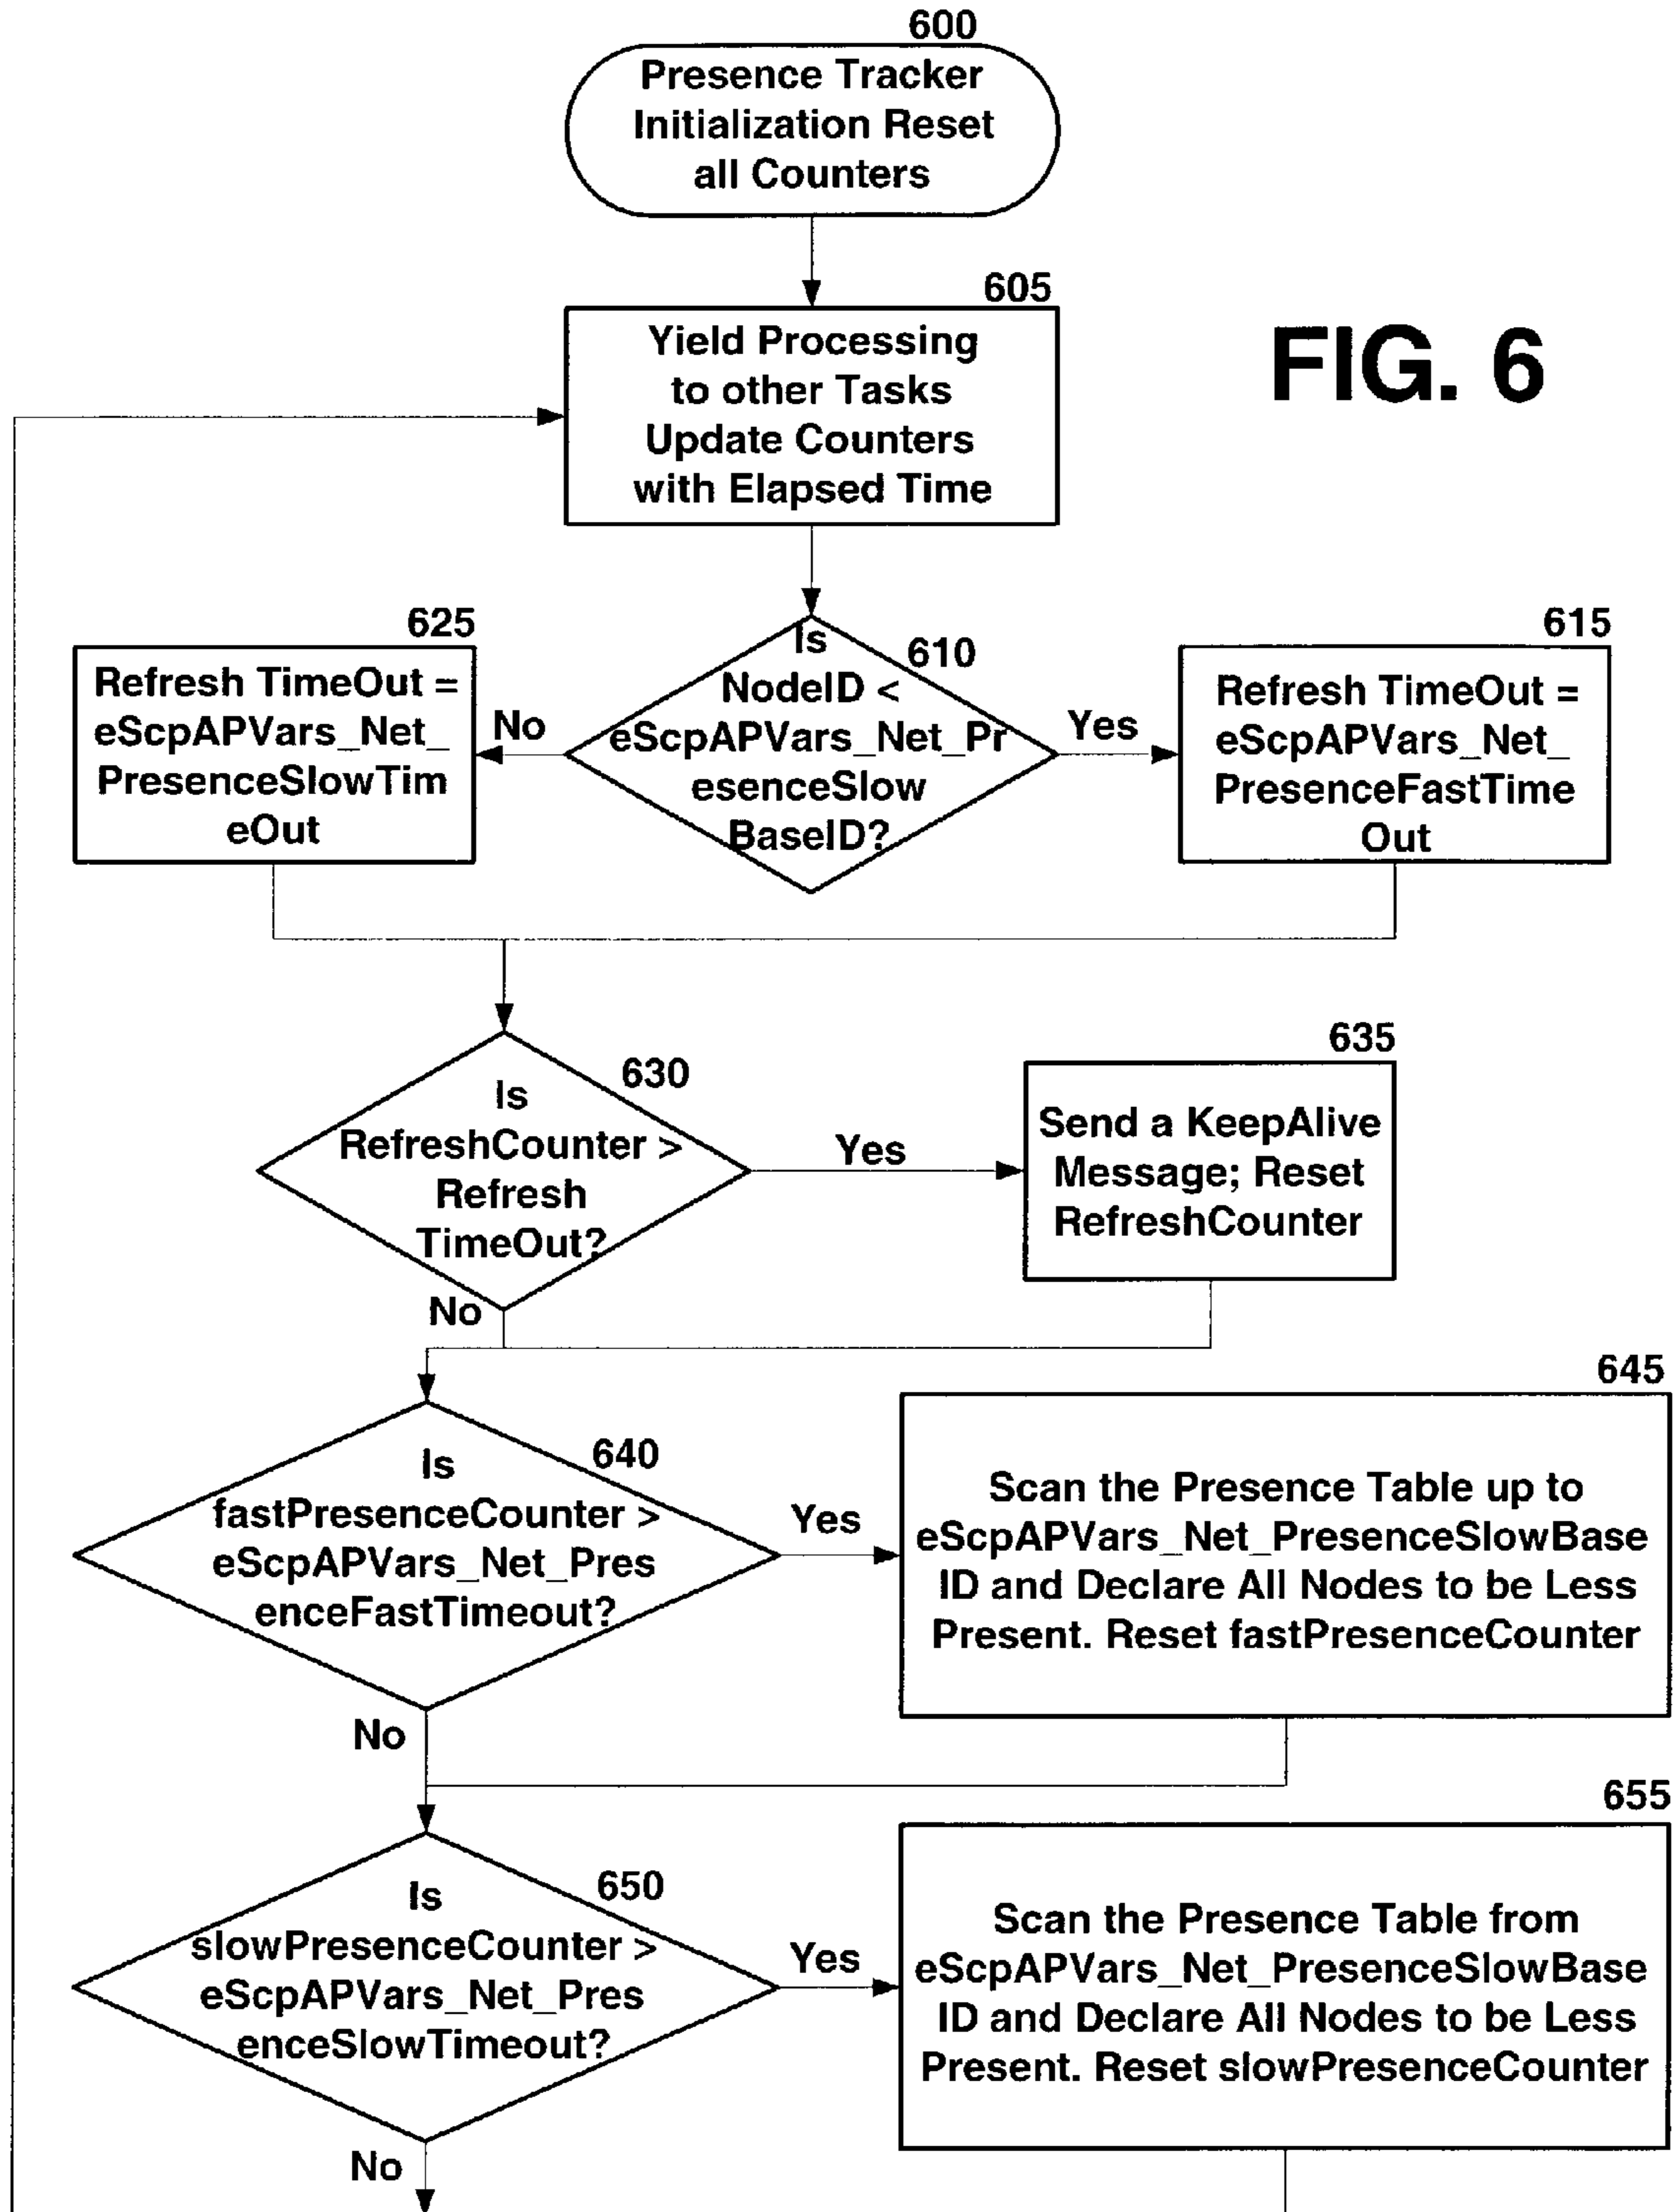 600
Presence Tracker
Initialization Reset
all Counters
605
Yield Processing
to other Tasks
Update Counters
with Elapsed Time
FIG. 6
625
Refresh TimeOut =
eScpAPVars_Net_
PresenceSlowTim
eOut
No
Is
610
NodeID <
eScpAPVars_Net_Pr
esenceSlow
BaseID?
Yes
615
Refresh TimeOut =
eScpAPVars_Net_
PresenceFastTime
Out
630
Is
RefreshCounter >
Refresh
TimeOut?
Yes
No
635
Send a KeepAlive
Message; Reset
RefreshCounter
640
Is
fastPresenceCounter >
eScpAPVars_Net_Pres
enceFastTimeout?
Yes
No
645
Scan the Presence Table up to
eScpAPVars_Net_PresenceSlowBase
ID and Declare All Nodes to be Less
Present. Reset fastPresenceCounter
650
Is
slowPresenceCounter >
eScpAPVars_Net_Pres
enceSlowTimeout?
Yes
No
655
Scan the Presence Table from
eScpAPVars_Net_PresenceSlowBase
ID and Declare All Nodes to be Less
Present. Reset slowPresenceCounter